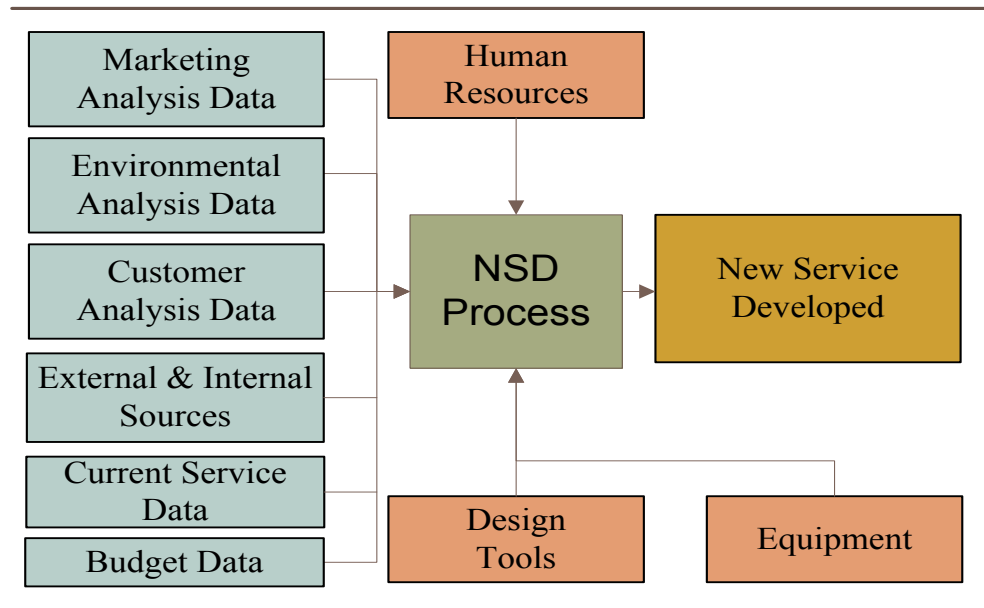 Marketing
Analysis Data
Environmental
Analysis Data
Customer
Analysis Data
External & Internal
Sources
Current Service
Data
Budget Data
Human
Resources
NSD
Process
New Service
Developed
Design
Tools
Equipment